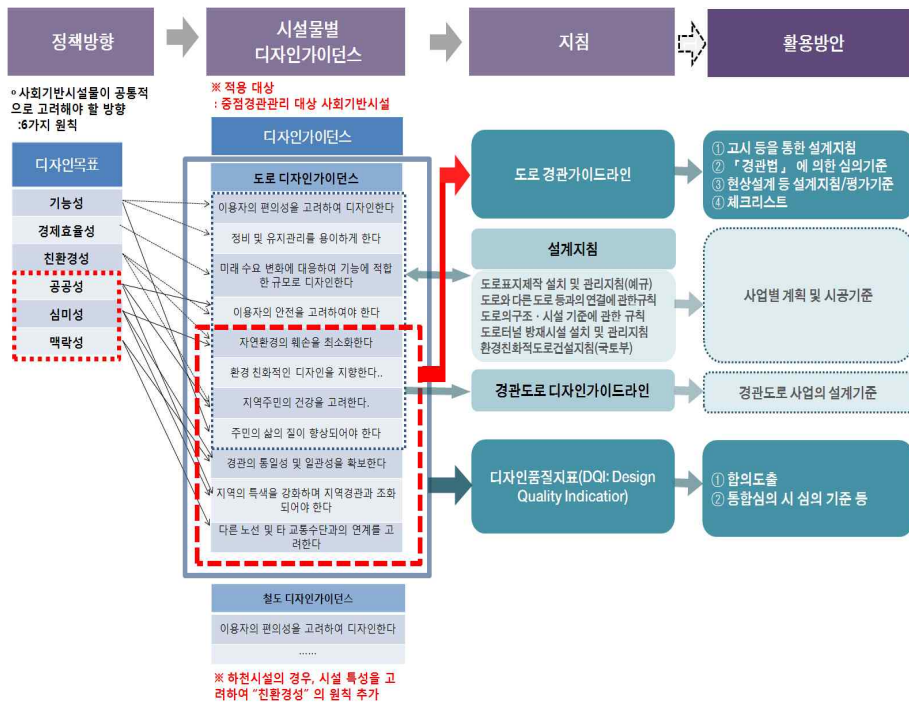 정책방향
시설물별
디자인가이던스
지침
활용방안
º 사회기반시설물이 공통적
으로 고려해야 할 방향
:6가지 원칙
디자인목표
기능성
경제효율성
친환경성
공공성
심미성
맥락성
※ 적용 대상
: 중점경관관리 대상 사회기반시설
디자인가이던스
도로 디자인가이던스
이용자의 편의성을 고려하여 디자인한다
정비 및 유지관리를 용이하게 한다
미래 수요 변화에 대응하여 기능에 적합
한 규모로 디자인한다
이용자의 안전을 고려하여야 한다
자연환경의 훼손을 최소화한다
환경 친화적인 디자인을 지향한다..
지역주민의 건강을 고려한다.
주민의 삶의 질이 향상되어야 한다
경관의 통일성 및 일관성을 확보한다
지역의 특색을 강화하며 지역경관과 조화
되어야 한다
다른 노선 및 타 교통수단과의 연계를 고
려한다
철도 디자인가이던스
이용자의 편의성을 고려하여 디자인한다
……
※ 하천시설의 경우, 시설 특성을 고
려하여 “친환경성” 의 원칙 추가
도로 경관가이드라인
설계지침
도로표지제작 설치 및 관리지침(예규)
도로와 다른 도로 등과의 연결에 관한규칙
도로의구조ㆍ시설 기준에 관한 규칙
도로터널 방재시설 설치 및 관리지침
환경친화적도로건설지침(국토부)
경관도로 디자인가이드라인
디자인품질지표(DQI: Design
Quality Indicatior)
① 고시 등을 통한 설계지침
② 『경관법』 에 의한 심의기준
③ 현상설계 등 설계지침/평가기준
④ 체크리스트
사업별 계획 및 시공기준
경관도로 사업의 설계기준
① 합의도출
② 통합심의 시 심의 기준 등